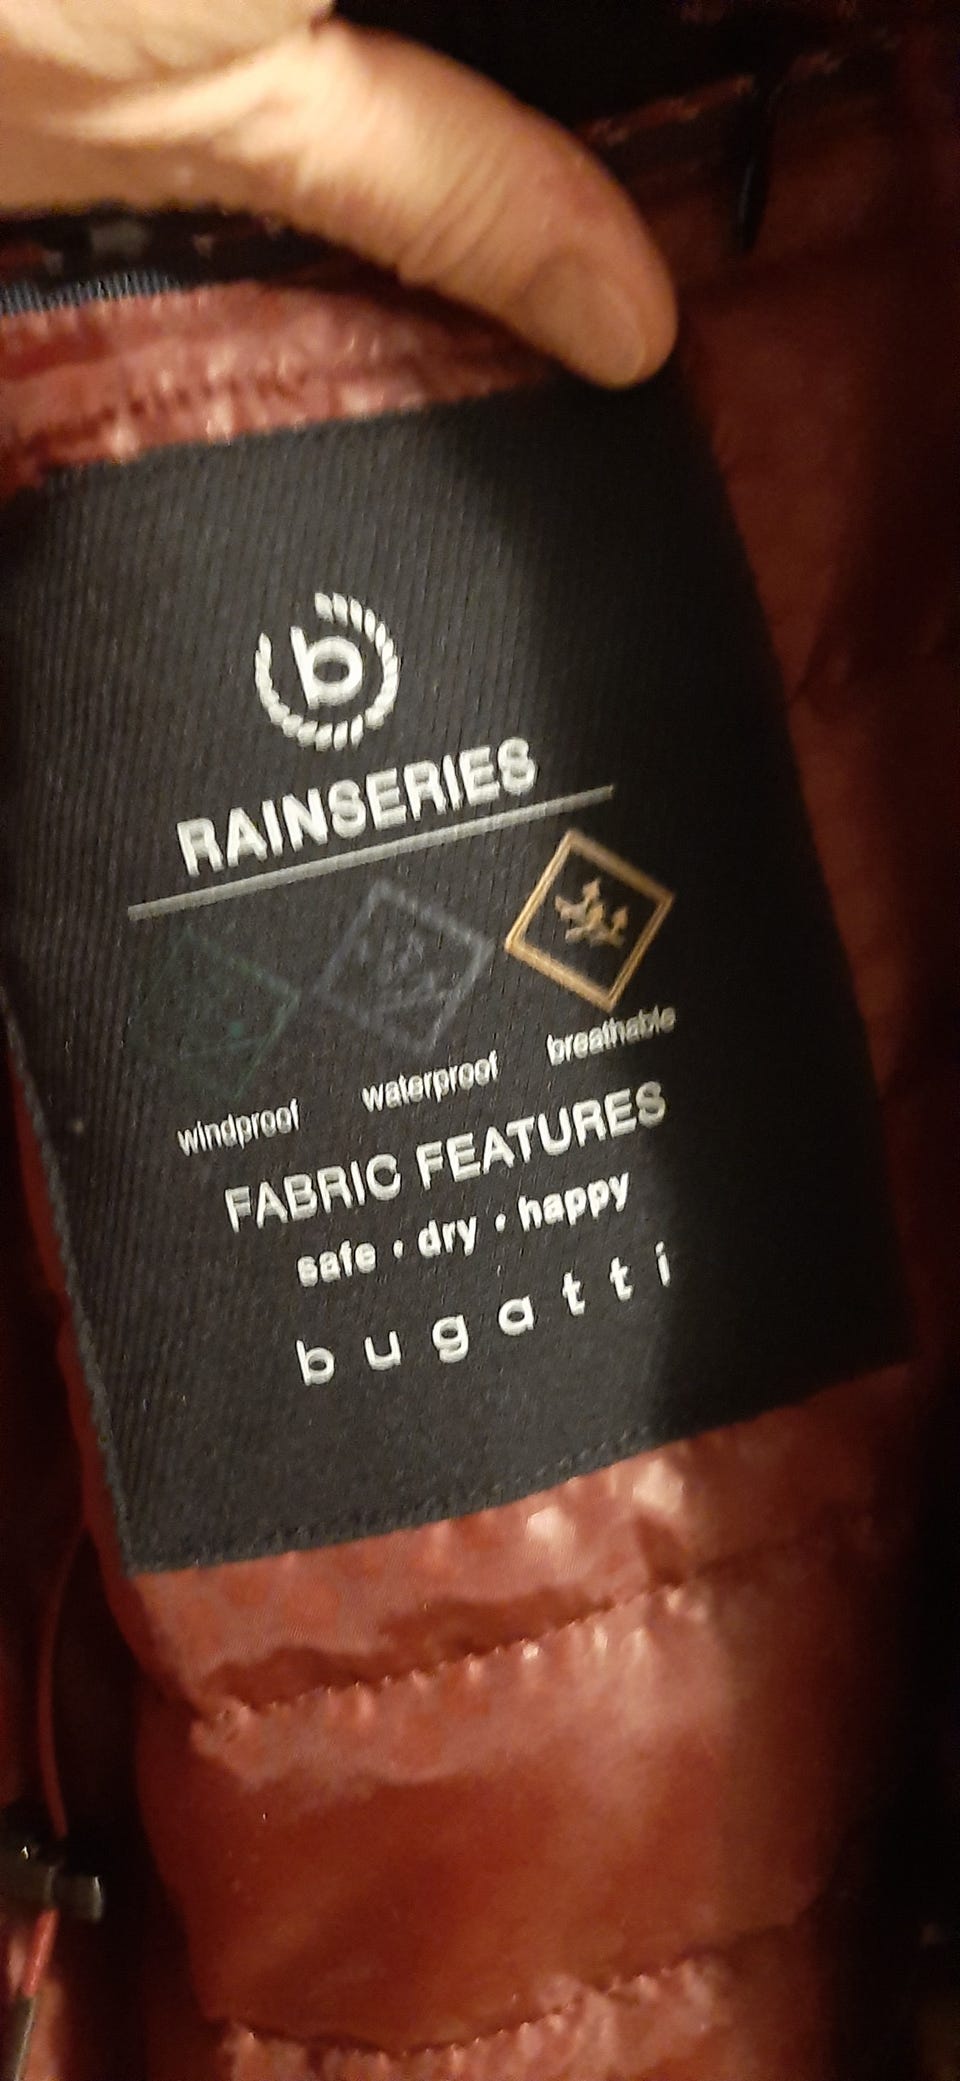 b
RAINSERIES
windproof waterproof breathable
FABRIC FEATURES
safe • dry • happy
bugatti